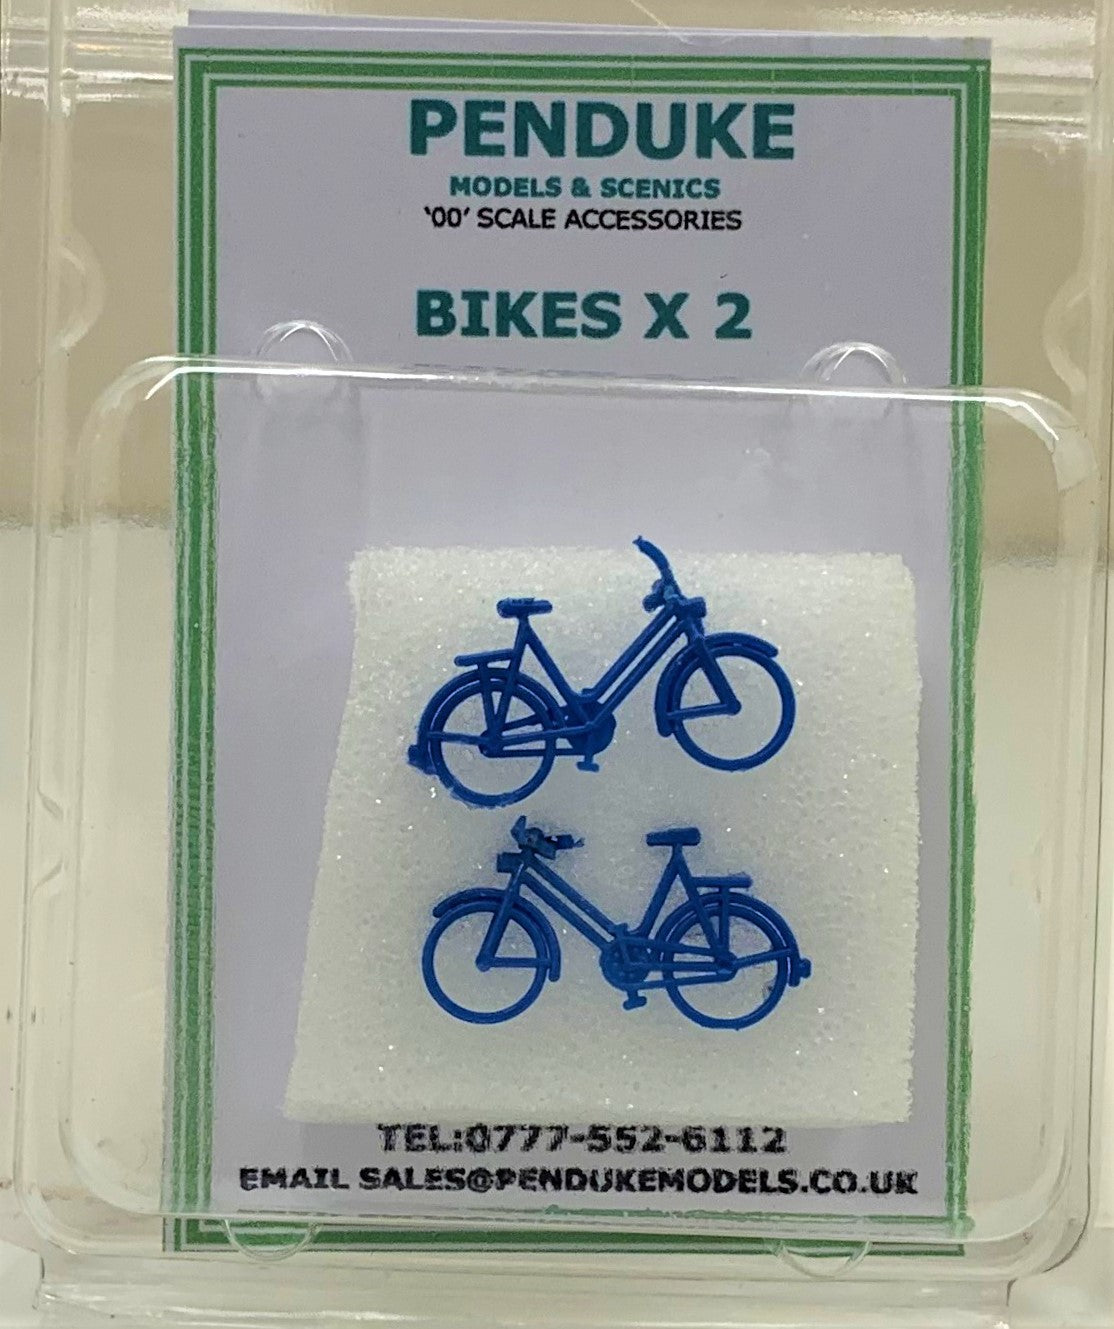 PENDUKE
MODELS & SCENICS
'00' SCALE ACCESSORIES
BIKES X 2
TEL:0777-552-6112
EMAIL SALES@PENDUKEMODELS.CO.UK